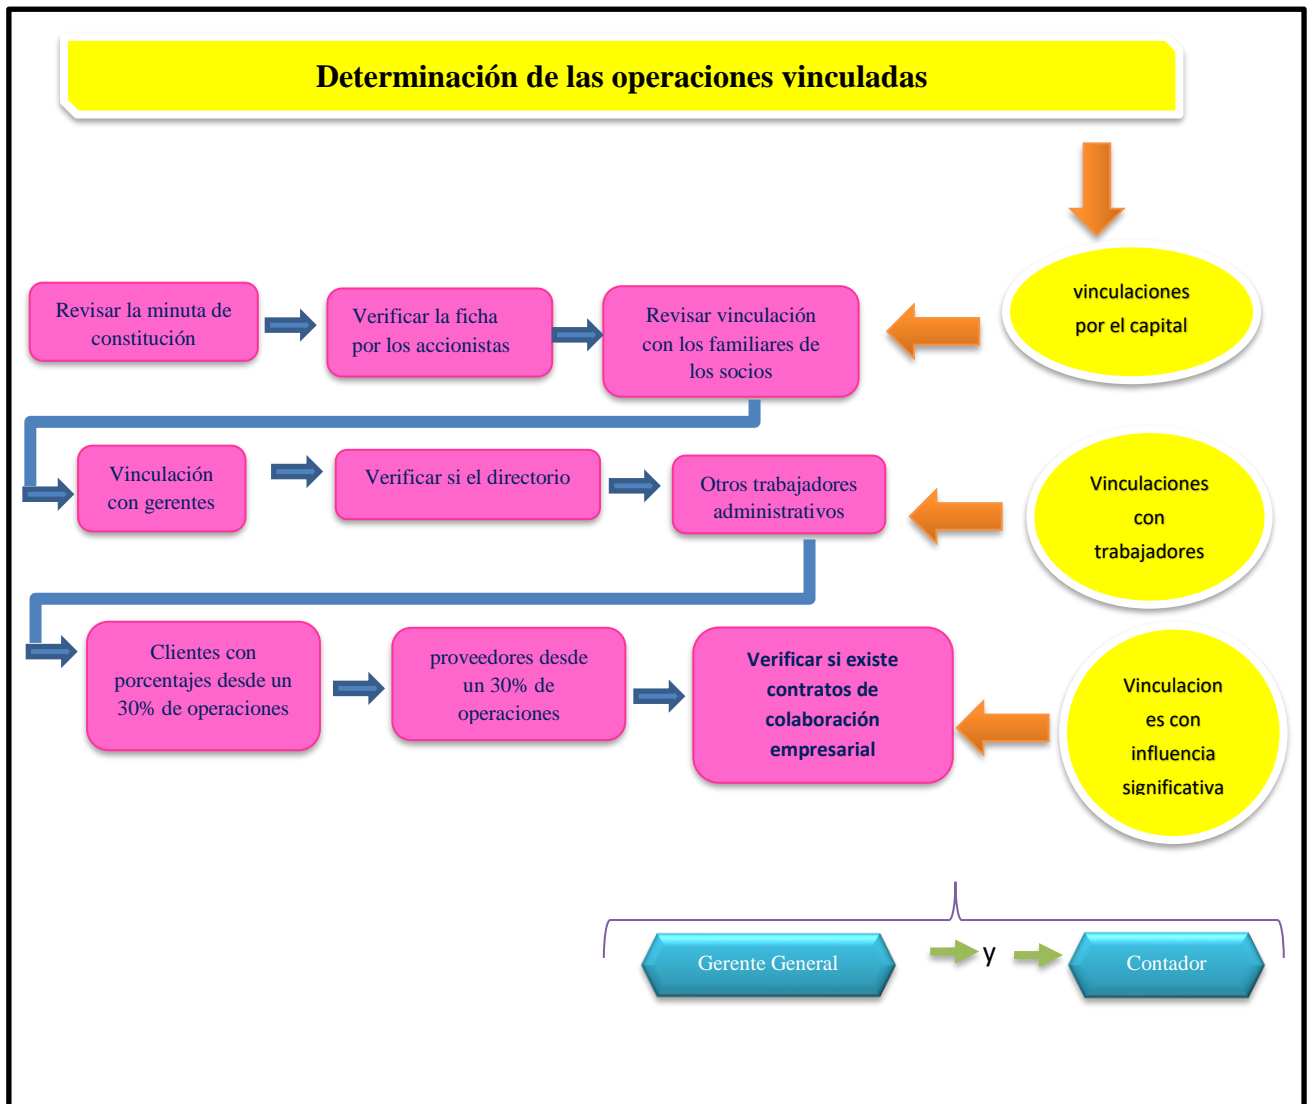 Determinación de las operaciones vinculadas
Revisar la minuta de
constitución
Verificar la ficha
por los accionistas
Revisar vinculación
con los familiares de
los socios
vinculaciones
por el capital
Vinculación
con gerentes
Verificar si el directorio
Otros trabajadores
administrativos
Vinculaciones
con
trabajadores
Clientes con
porcentajes desde un
30% de operaciones
proveedores desde
un 30% de
operaciones
Verificar si existe
contratos de
colaboración
empresarial
Vinculacion
es con
influencia
significativa
Gerente General
y
Contador